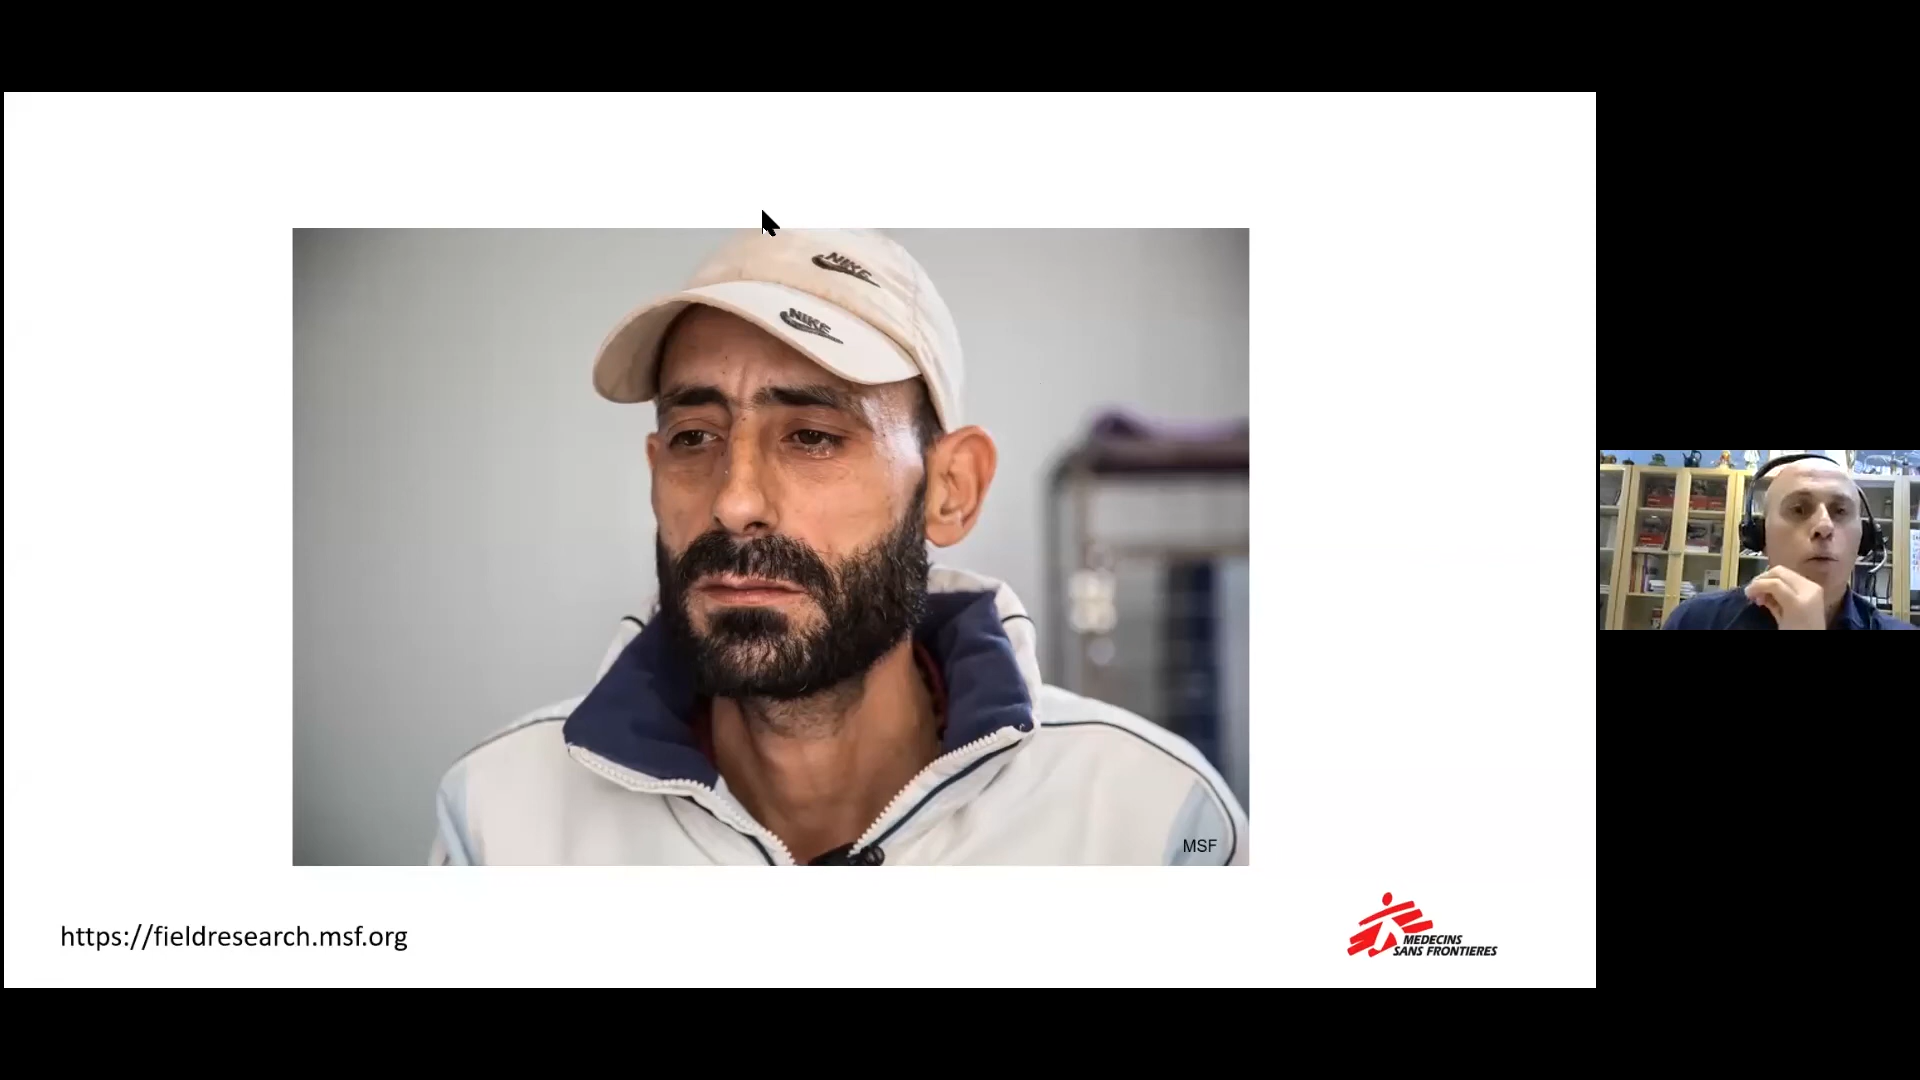 NIKE
NIKE
MSF
https://fieldresearch.msf.org
MEDECINS
SANS FRONTIERES